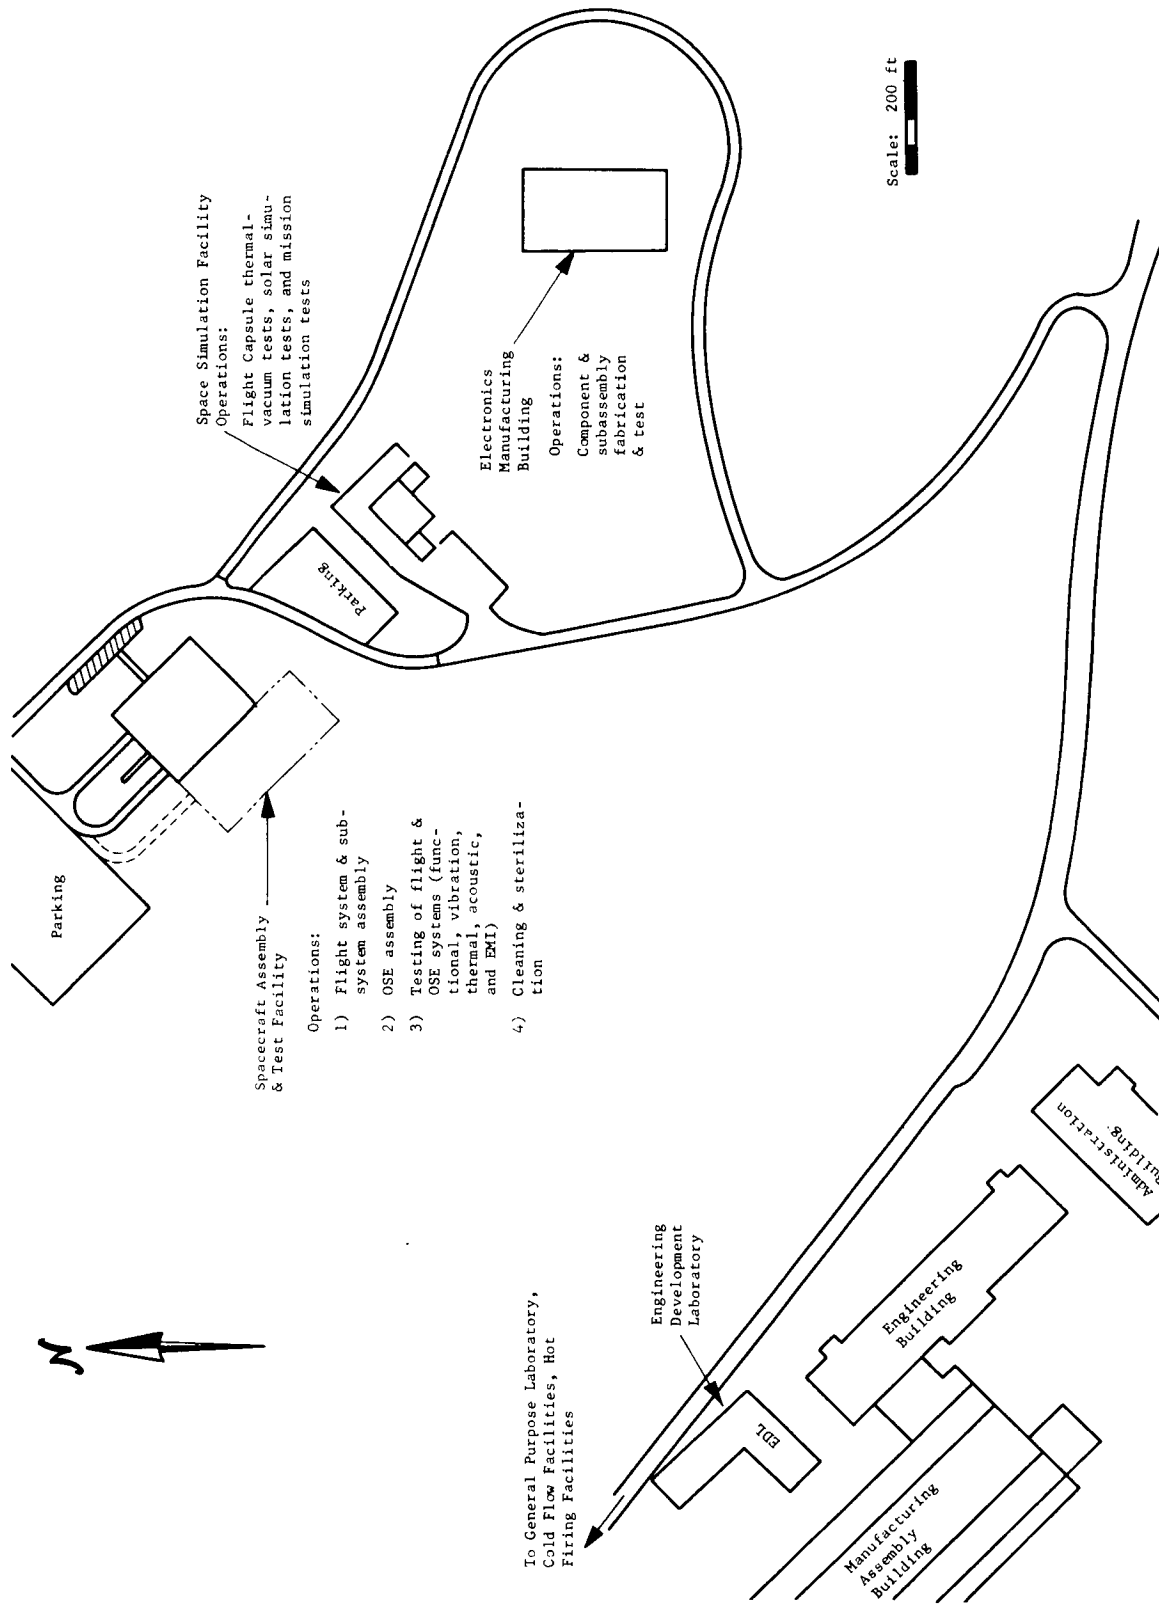 Parking
Spacecraft Assembly
& Test Facility
Operations:
1) Flight system & sub-
system assembly
2) OSE assembly
3) Testing of flight &
OSE systems (func-
tional, vibration,
thermal, acoustic,
and EMI)
4) Cleaning & steriliza-
tion
Space Simulation Facility
Operations:
Flight Capsule thermal-
vacuum tests, solar simu-
lation tests, and mission
simulation tests
Parking
Electronics
Manufacturing
Building
Operations:
Component &
subassembly
fabrication
& test
Scale: 200 ft
N
To General Purpose Laboratory,
Cold Flow Facilities, Hot
Firing Facilities
Engineering
Development
Laboratory
EDL
Engineering
Building
Administration
Building.
Manufacturing
Assembly
Building